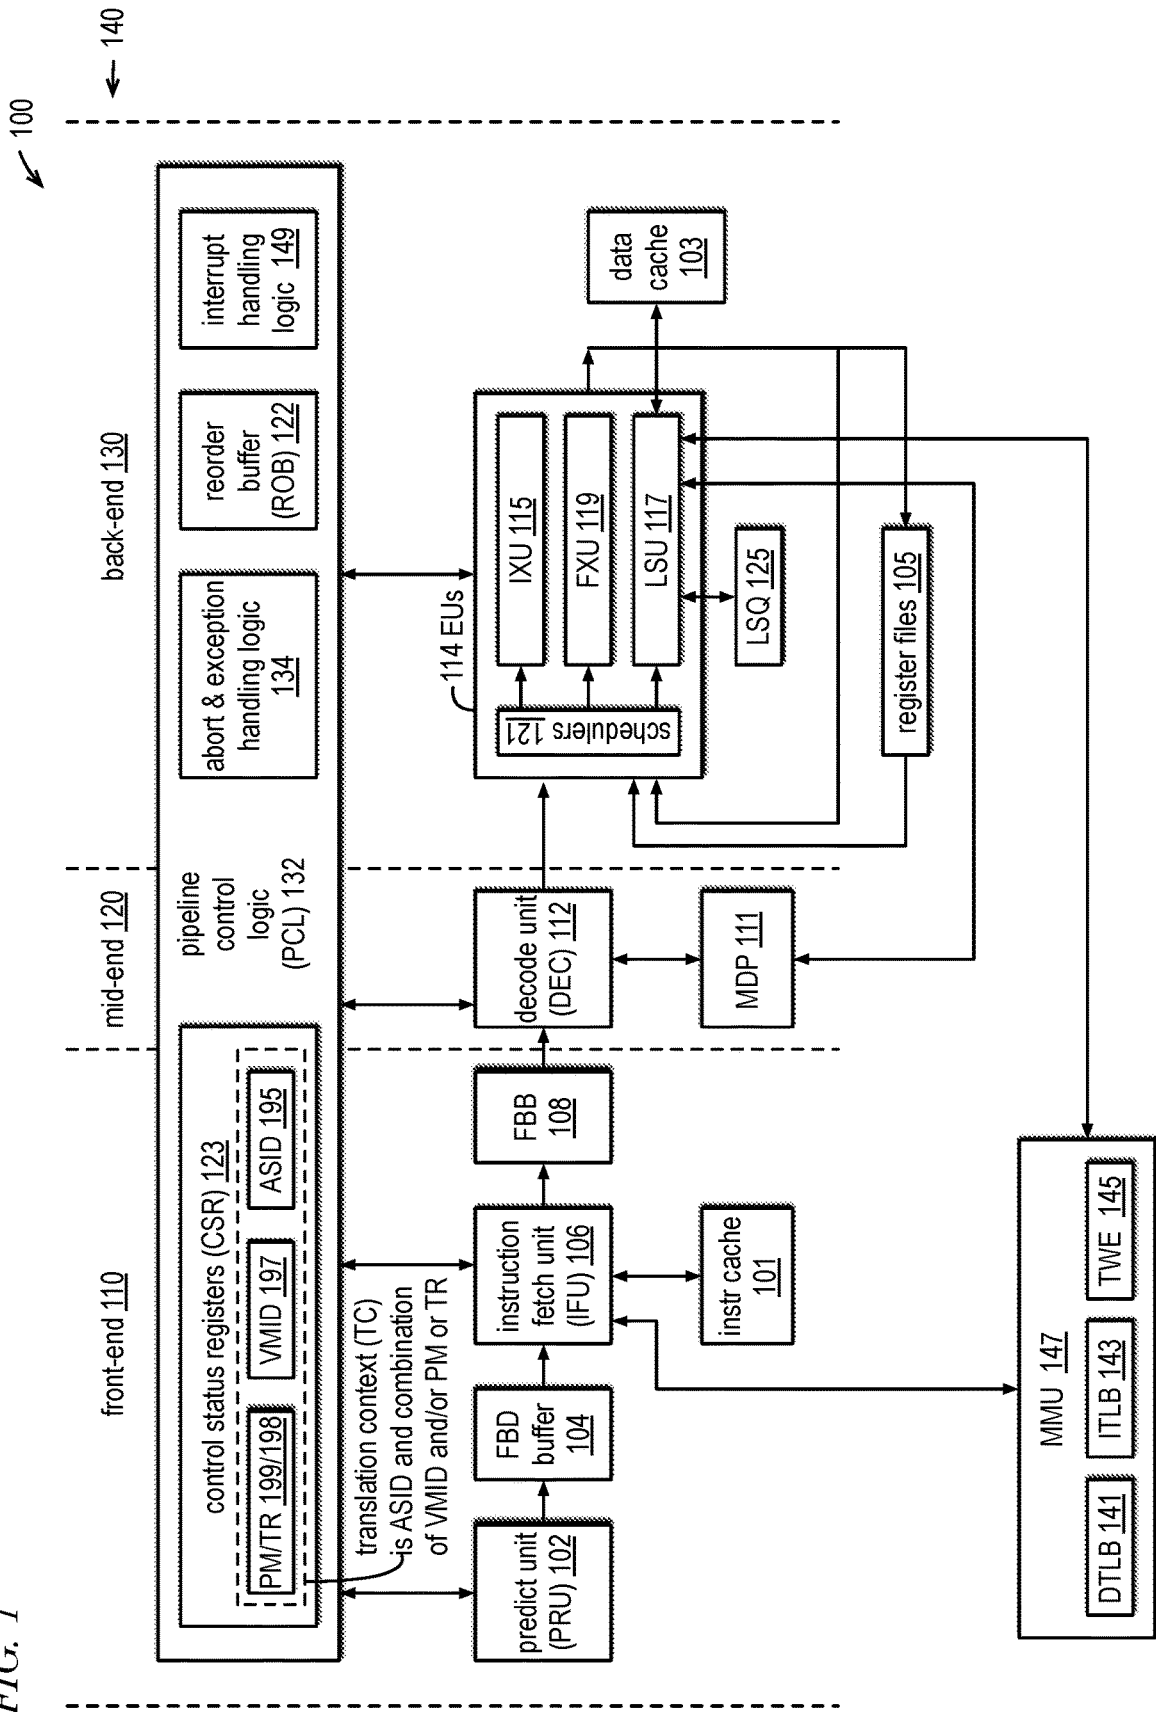 FIG. 1
100
140
front-end 110
mid-end 120
back-end 130
control status registers (CSR) 123
PM/TR 199/198
VMID 197
ASID 195
pipeline
control
logic
(PCL) 132
abort & exception
handling logic
134
reorder
buffer
(ROB) 122
interrupt
handling
logic 149
translation context (TC)
is ASID and combination
of VMID and/or PM or TR
predict unit
(PRU) 102
FBD
buffer
104
instruction
fetch unit
(IFU) 106
FBB
108
decode unit
(DEC) 112
114 EUs
schedulers
121
IXU 115
FXU 119
LSU 117
data
cache
103
instr cache
101
MDP 111
LSQ 125
register files 105
MMU 147
DTLB 141
ITLB 143
TWE 145